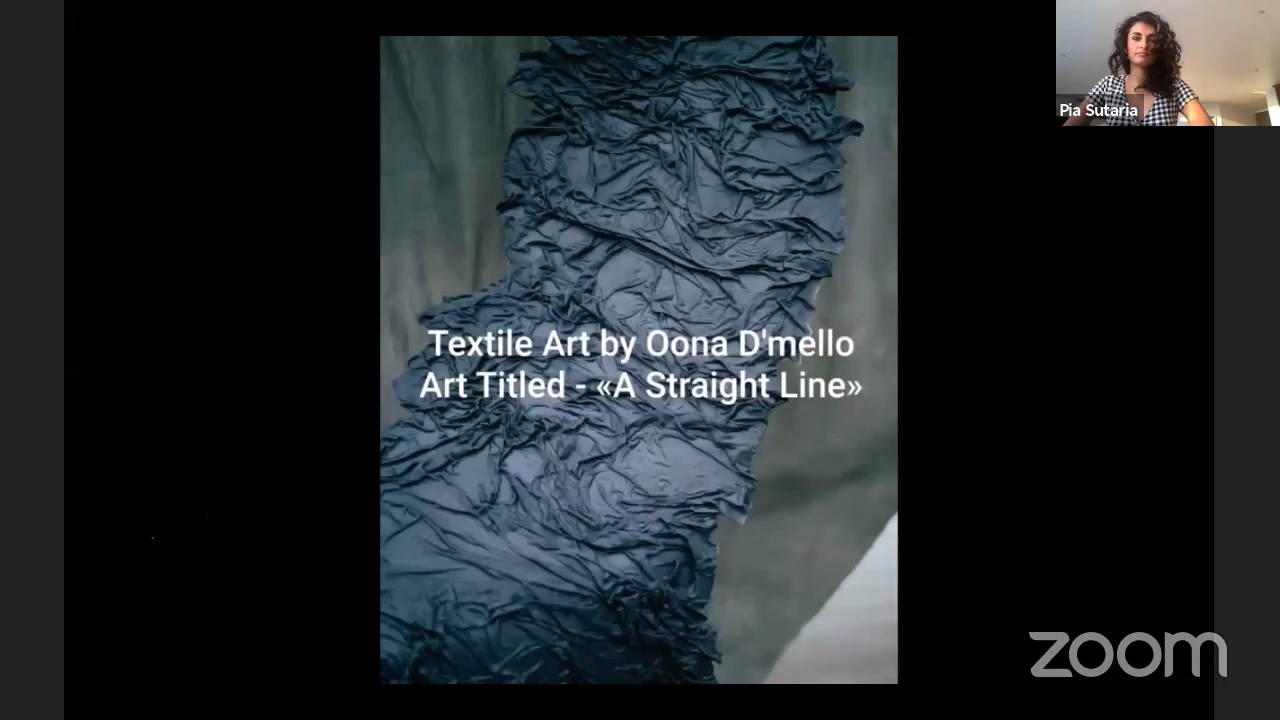 Pia Sutaria
Textile Art by Oona D'mello
Art Titled - «A Straight Line»
zoom